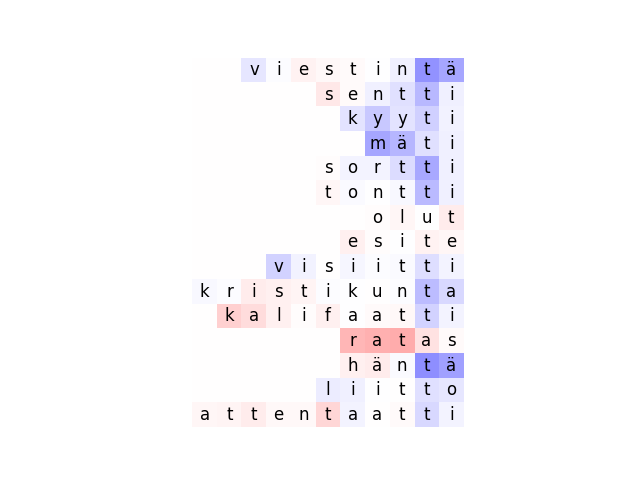 viestintä
sentti
kyyti
mäti
sortti
tontti
olut
esite
visiitti
kristikunta
kalifaatti
ratas
häntä
liitto
attentaatti